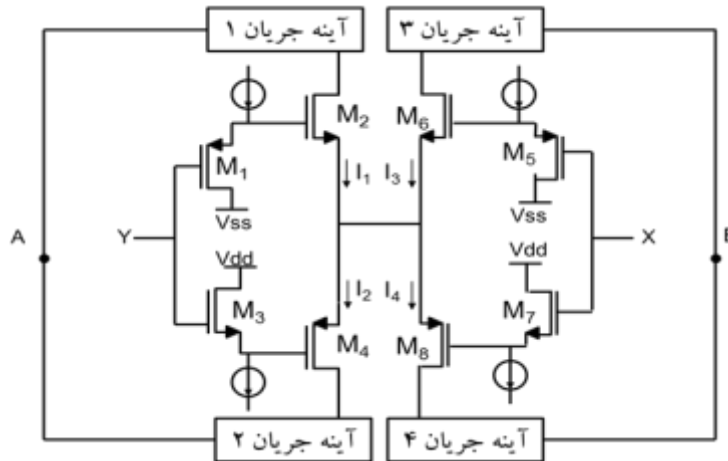 آینه جریان ۱
آینه جریان ۳
M2
M6
M1
M5
I1
I3
Vss
Vss
A
Y
X
B
Vdd
Vdd
I2
I4
M3
M7
M4
M8
آینه جریان ۲
آینه جریان ۴